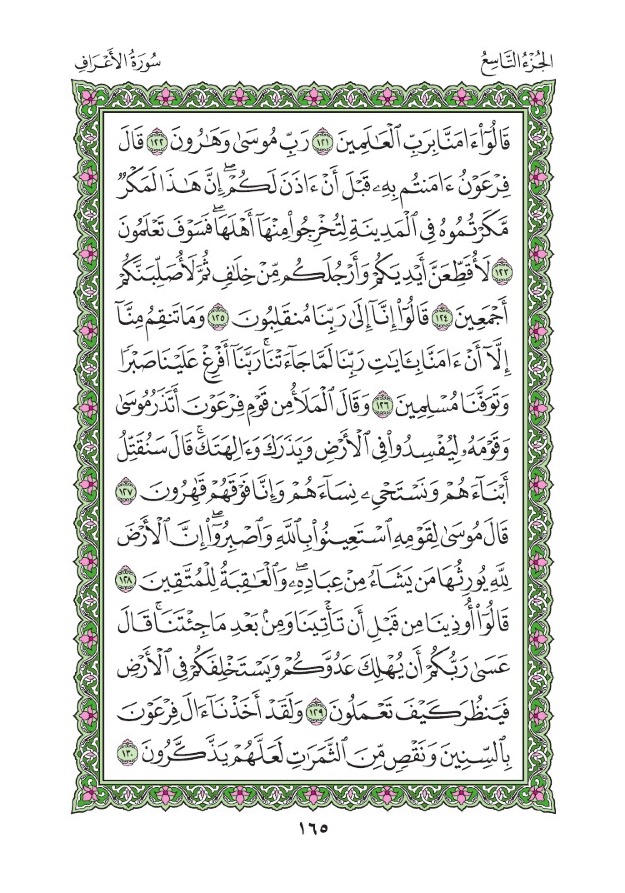 الجُزْءُ التَّاسِعُ
سُورَةُ الأَعْرَافِ
قَالُوٓاْ ءَامَنَّا بِرَبِّ ٱلْعَٰلَمِينَ ١٢١ رَبِّ مُوسَىٰ وَهَٰرُونَ ١٢٢ قَالَ
فِرْعَوْنُ ءَامَنتُم بِهِۦ قَبْلَ أَنْ ءَاذَنَ لَكُمْ ۖ إِنَّ هَٰذَا لَمَكْرٌ
مَّكَرْتُمُوهُ فِى ٱلْمَدِينَةِ لِتُخْرِجُواْ مِنْهَآ أَهْلَهَا ۖ فَسَوْفَ تَعْلَمُونَ
١٢٣ لَأُقَطِّعَنَّ أَيْدِيَكُمْ وَأَرْجُلَكُم مِّنْ خِلَٰفٍ ثُمَّ لَأُصَلِّبَنَّكُمْ
أَجْمَعِينَ ١٢٤ قَالُوٓاْ إِنَّآ إِلَىٰ رَبِّنَا مُنقَلِبُونَ ١٢٥ وَمَا تَنقِمُ مِنَّآ
إِلَّآ أَنْ ءَامَنَّا بِـَٔايَٰتِ رَبِّنَا لَمَّا جَآءَتْنَا ۚ رَبَّنَآ أَفْرِغْ عَلَيْنَا صَبْرًا
وَتَوَفَّنَا مُسْلِمِينَ ١٢٦ وَقَالَ ٱلْمَلَأُ مِن قَوْمِ فِرْعَوْنَ أَتَذَرُ مُوسَىٰ
وَقَوْمَهُۥ لِيُفْسِدُواْ فِى ٱلْأَرْضِ وَيَذَرَكَ وَءَالِهَتَكَ ۚ قَالَ سَنُقَتِّلُ
أَبْنَآءَهُمْ وَنَسْتَحْىِۦ نِسَآءَهُمْ وَإِنَّا فَوْقَهُمْ قَٰهِرُونَ ١٢٧
قَالَ مُوسَىٰ لِقَوْمِهِ ٱسْتَعِينُواْ بِٱللَّهِ وَٱصْبِرُوٓاْ ۖ إِنَّ ٱلْأَرْضَ
لِلَّهِ يُورِثُهَا مَن يَشَآءُ مِنْ عِبَادِهِۦ ۖ وَٱلْعَٰقِبَةُ لِلْمُتَّقِينَ ١٢٨
قَالُوٓاْ أُوذِينَا مِن قَبْلِ أَن تَأْتِيَنَا وَمِنۢ بَعْدِ مَا جِئْتَنَا ۚ قَالَ
عَسَىٰ رَبُّكُمْ أَن يُهْلِكَ عَدُوَّكُمْ وَيَسْتَخْلِفَكُمْ فِى ٱلْأَرْضِ
فَيَنظُرَ كَيْفَ تَعْمَلُونَ ١٢٩ وَلَقَدْ أَخَذْنَآ ءَالَ فِرْعَوْنَ
بِٱلسِّنِينَ وَنَقْصٍ مِّنَ ٱلثَّمَرَٰتِ لَعَلَّهُمْ يَذَّكَّرُونَ ١٣٠
١٦٥